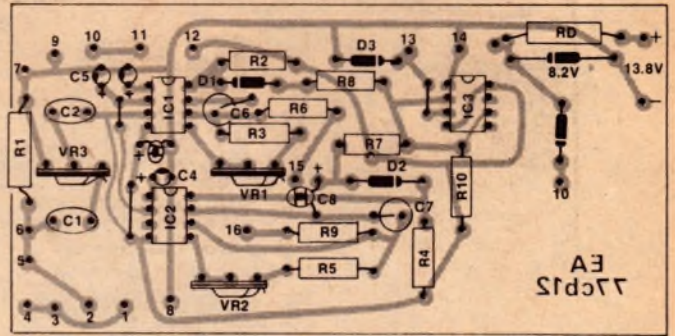 9 10 11 12 R2 D3 13 14 RD +
7 C5 D1 R8 8.2V 13.8V
C2 IC1 C6 R6 IC3 −
R3
R1 VR3 + R7
C4 VR1 15 + D2 R10 10
C1 IC2 C8 C7
6 16 R9
5 R5 R4 EA
VR2 77cb12
4 3 2 1 8